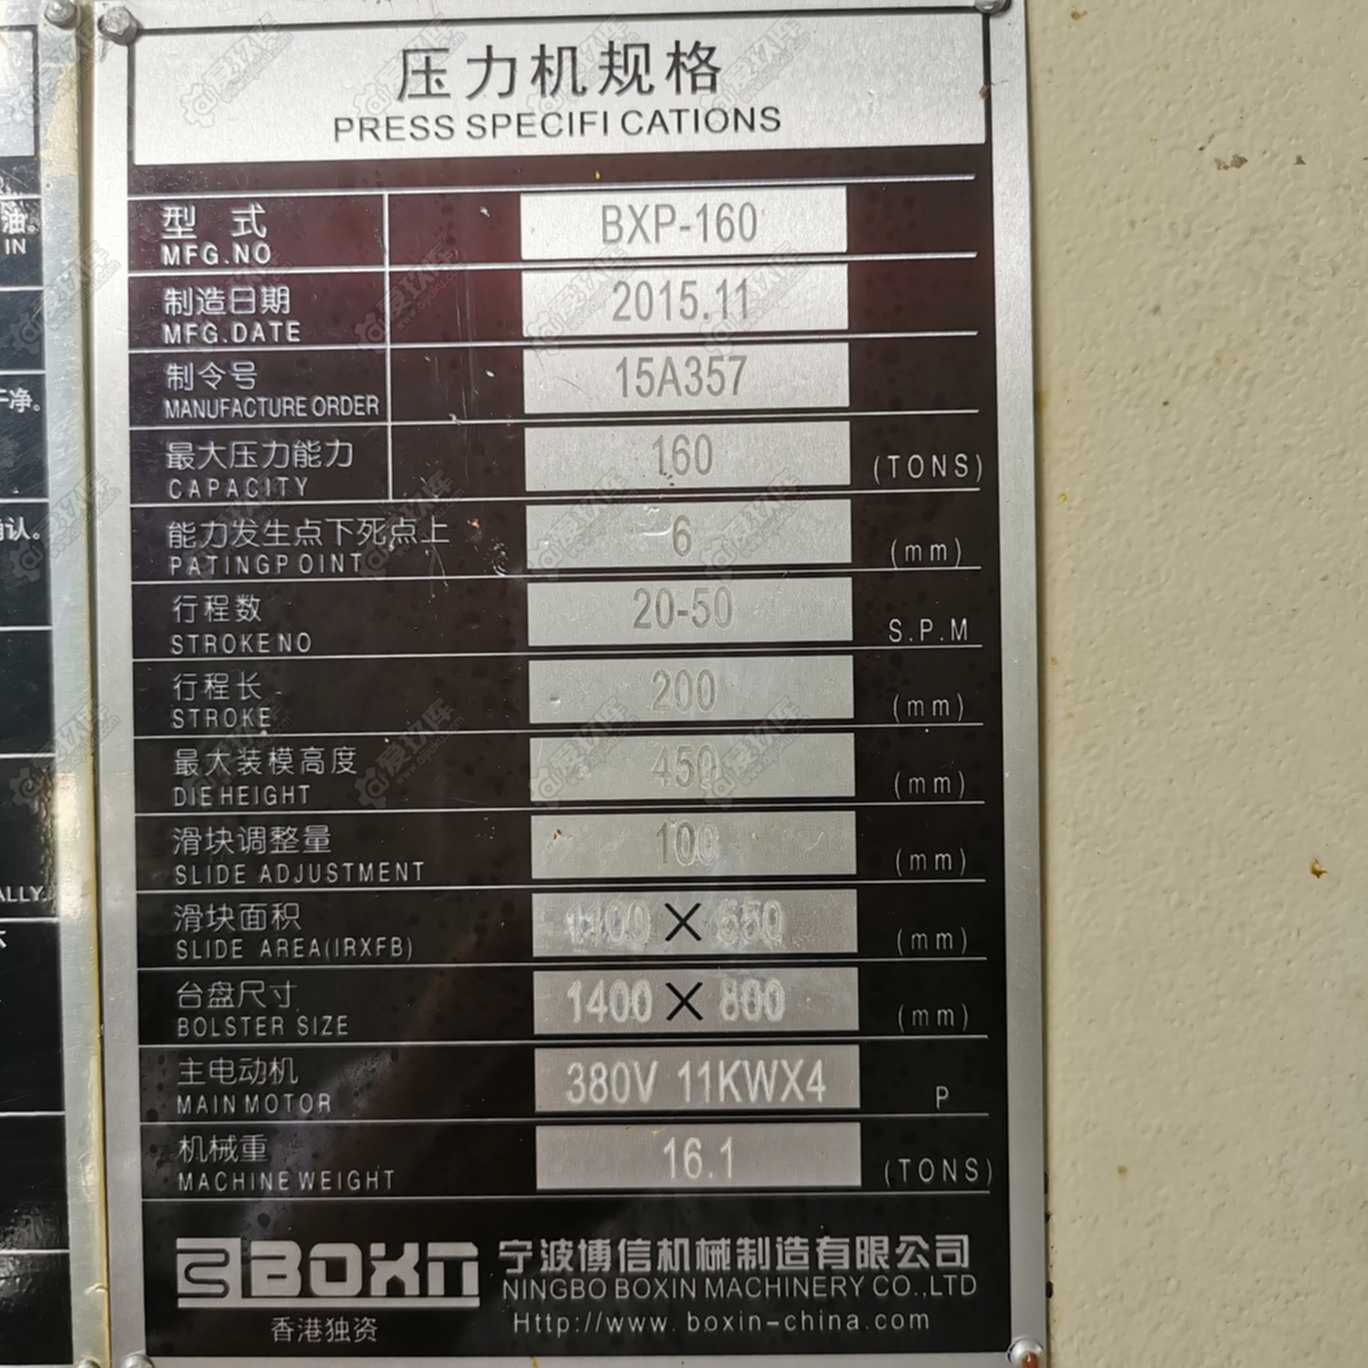 压力机规格
PRESS SPECIFI CATIONS
型 式 BXP-160
MFG.NO
制造日期 2015.11
MFG.DATE
制令号 15A357
MANUFACTURE ORDER
最大压力能力 160 (TONS)
CAPACITY
能力发生点下死点上 6 (mm)
PATINGPOINT
行程数 20-50 S.P.M
STROKE NO
行程长 200 (mm)
STROKE
最大装模高度 450 (mm)
DIE HEIGHT
滑块调整量 100 (mm)
SLIDE ADJUSTMENT
滑块面积 X (mm)
SLIDE AREA(IRXFB)
台盘尺寸 1400 X 800 (mm)
BOLSTER SIZE
主电动机 380V 11KWX4 P
MAIN MOTOR
机械重 16.1 (TONS)
MACHINE WEIGHT
BOXIN 宁波博信机械制造有限公司
NINGBO BOXIN MACHINERY CO.,LTD
香港独资 Http://www.boxin-china.com
油。
IN
干净。
确认。
ALLY.